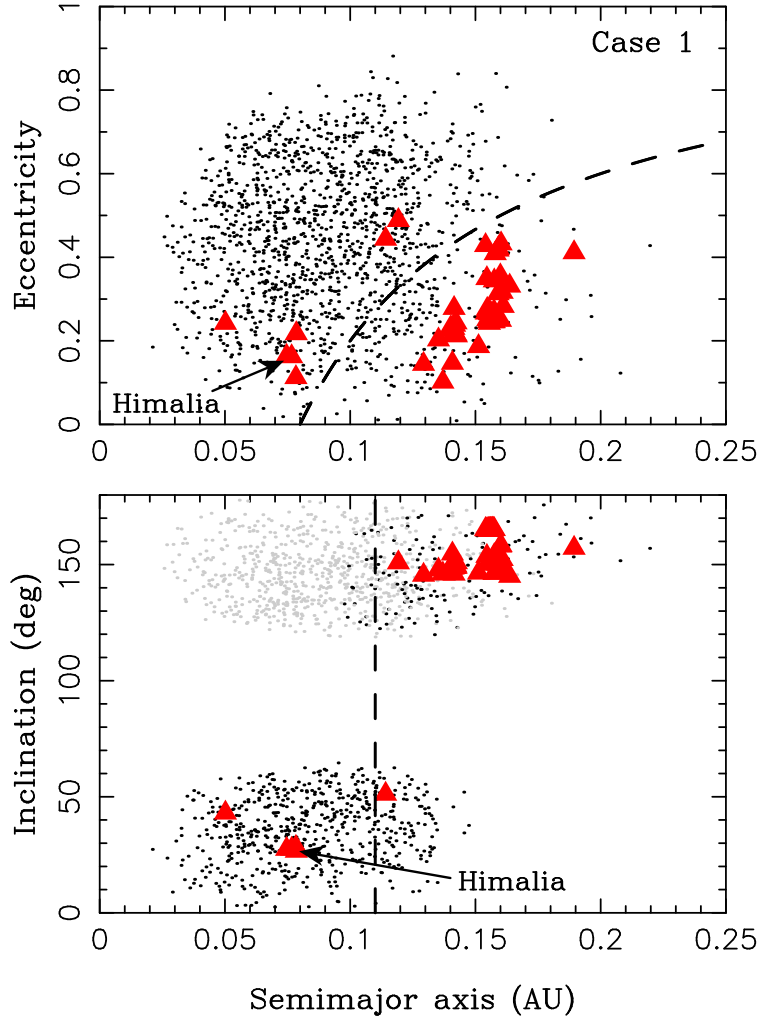 Case 1
Eccentricity
1
0.8
0.6
0.4
0.2
0
Himalia
0 0.05 0.1 0.15 0.2 0.25
Inclination (deg)
150
100
50
0
Himalia
0 0.05 0.1 0.15 0.2 0.25
Semimajor axis (AU)